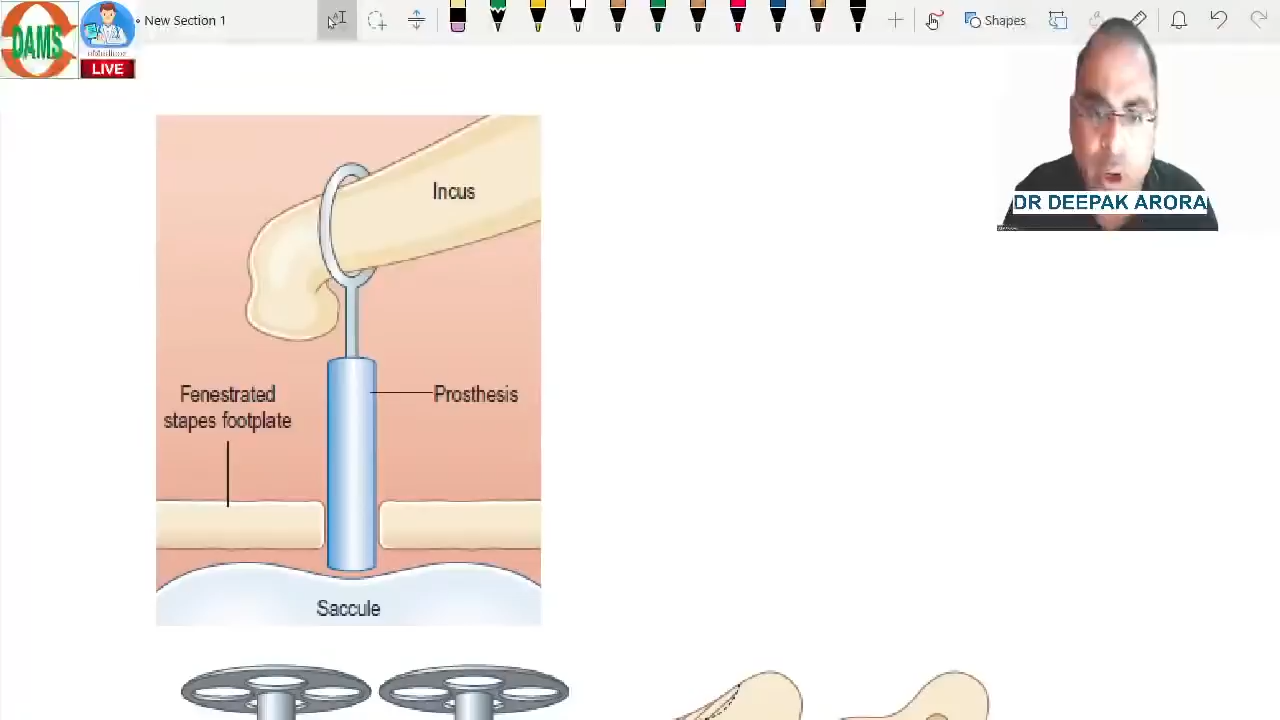 DAMS
LIVE
New Section 1
Shapes
DR DEEPAK ARORA
Incus
Fenestrated
stapes footplate
Prosthesis
Saccule